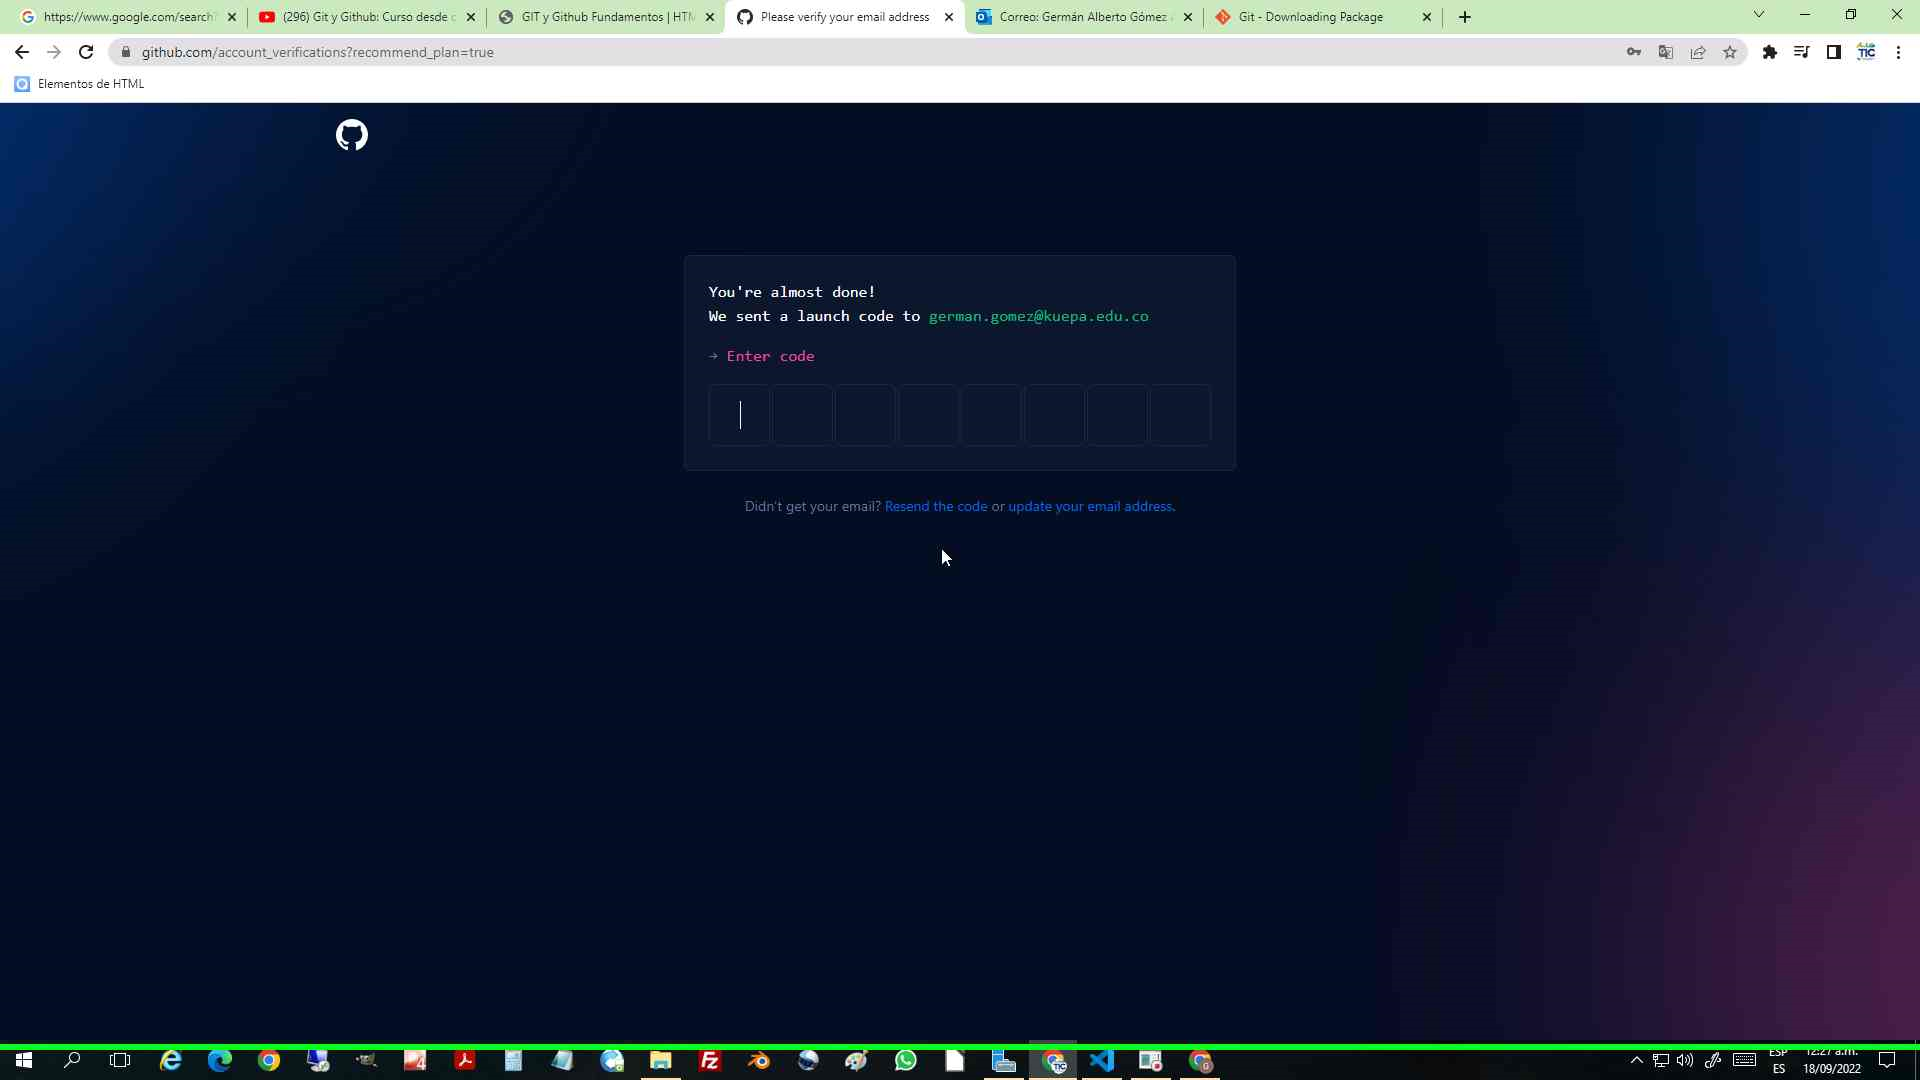 https://www.google.com/search?
(296) Git y Github: Curso desde c
GIT y Github Fundamentos | HTM
Please verify your email address
Correo: Germán Alberto Gómez
Git - Downloading Package
github.com/account_verifications?recommend_plan=true
Elementos de HTML
You're almost done!
We sent a launch code to german.gomez@kuepa.edu.co
→ Enter code
Didn't get your email? Resend the code or update your email address.
ESP
12:27 a.m.
ES
18/09/2022